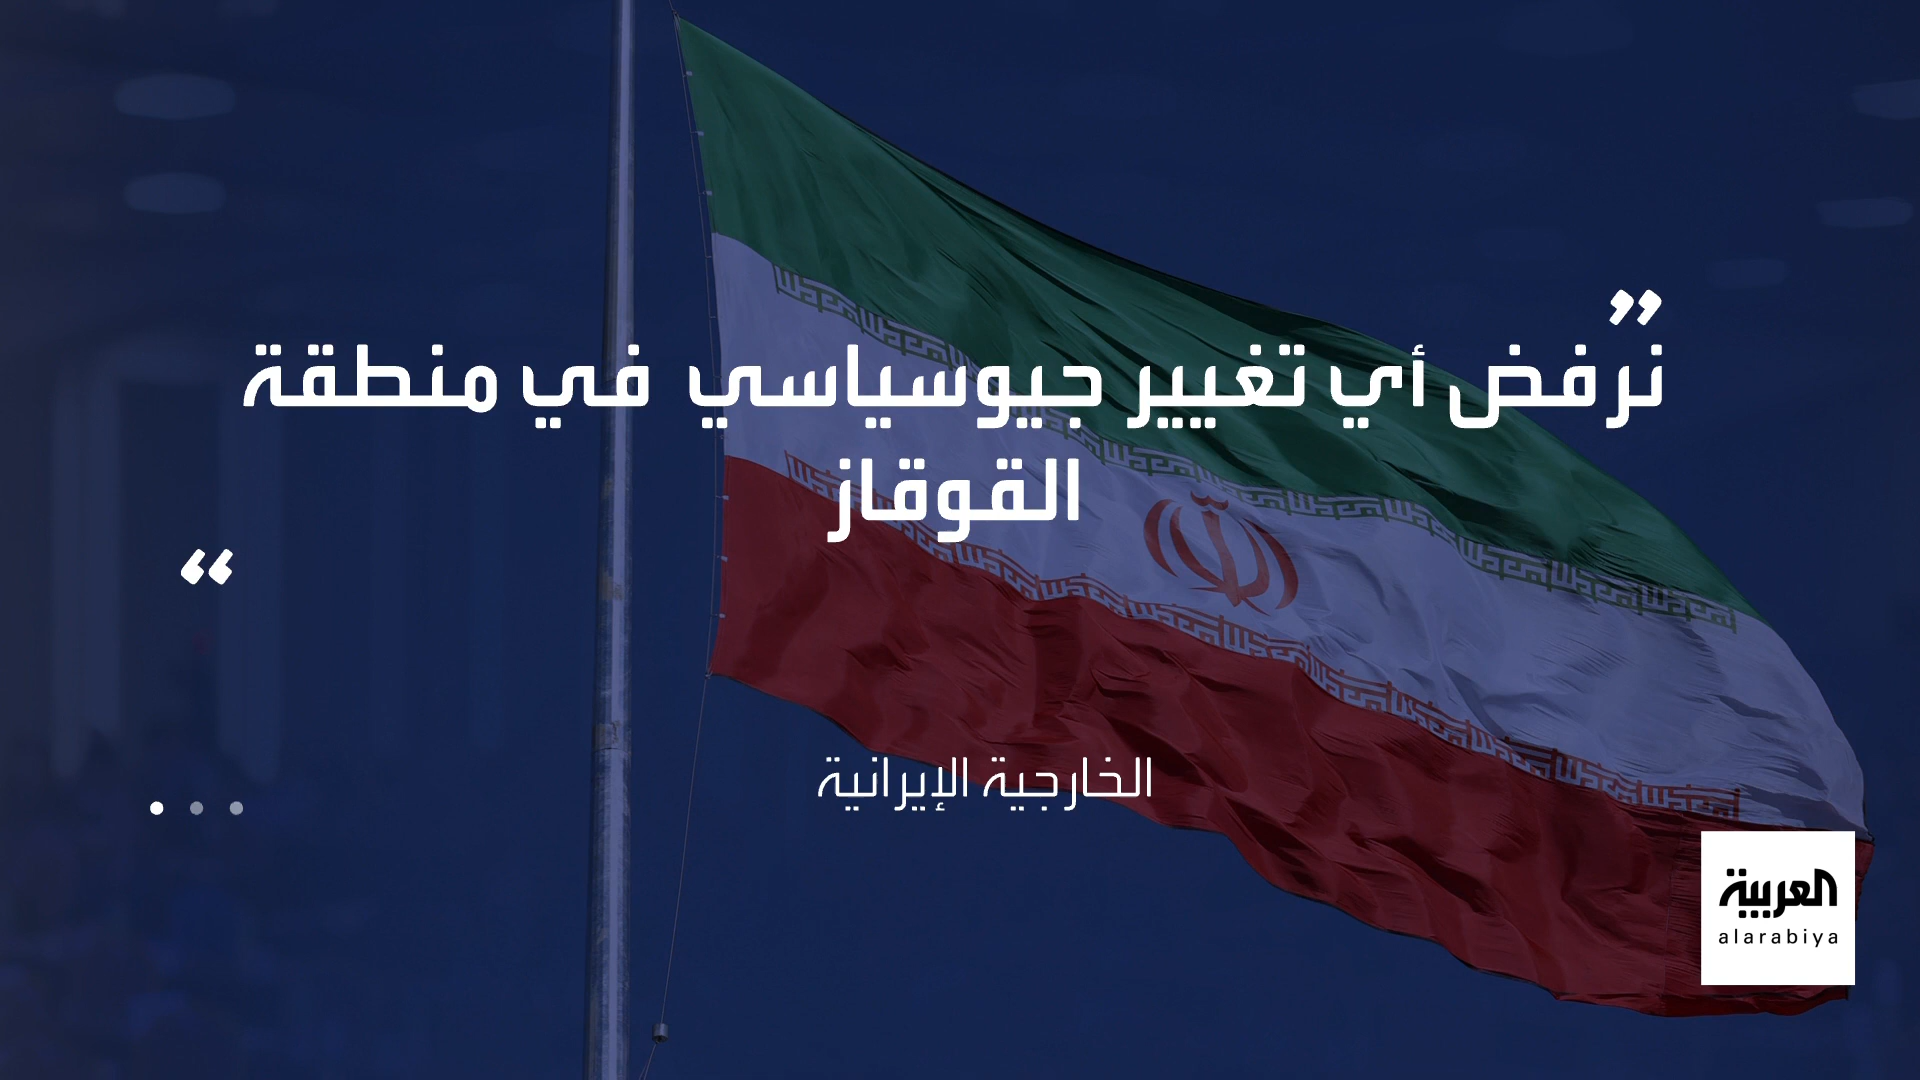 ”
نرفض أي تغيير جيوسياسي في منطقة
القوقاز
“
الخارجية الإيرانية
العربية
alarabiya